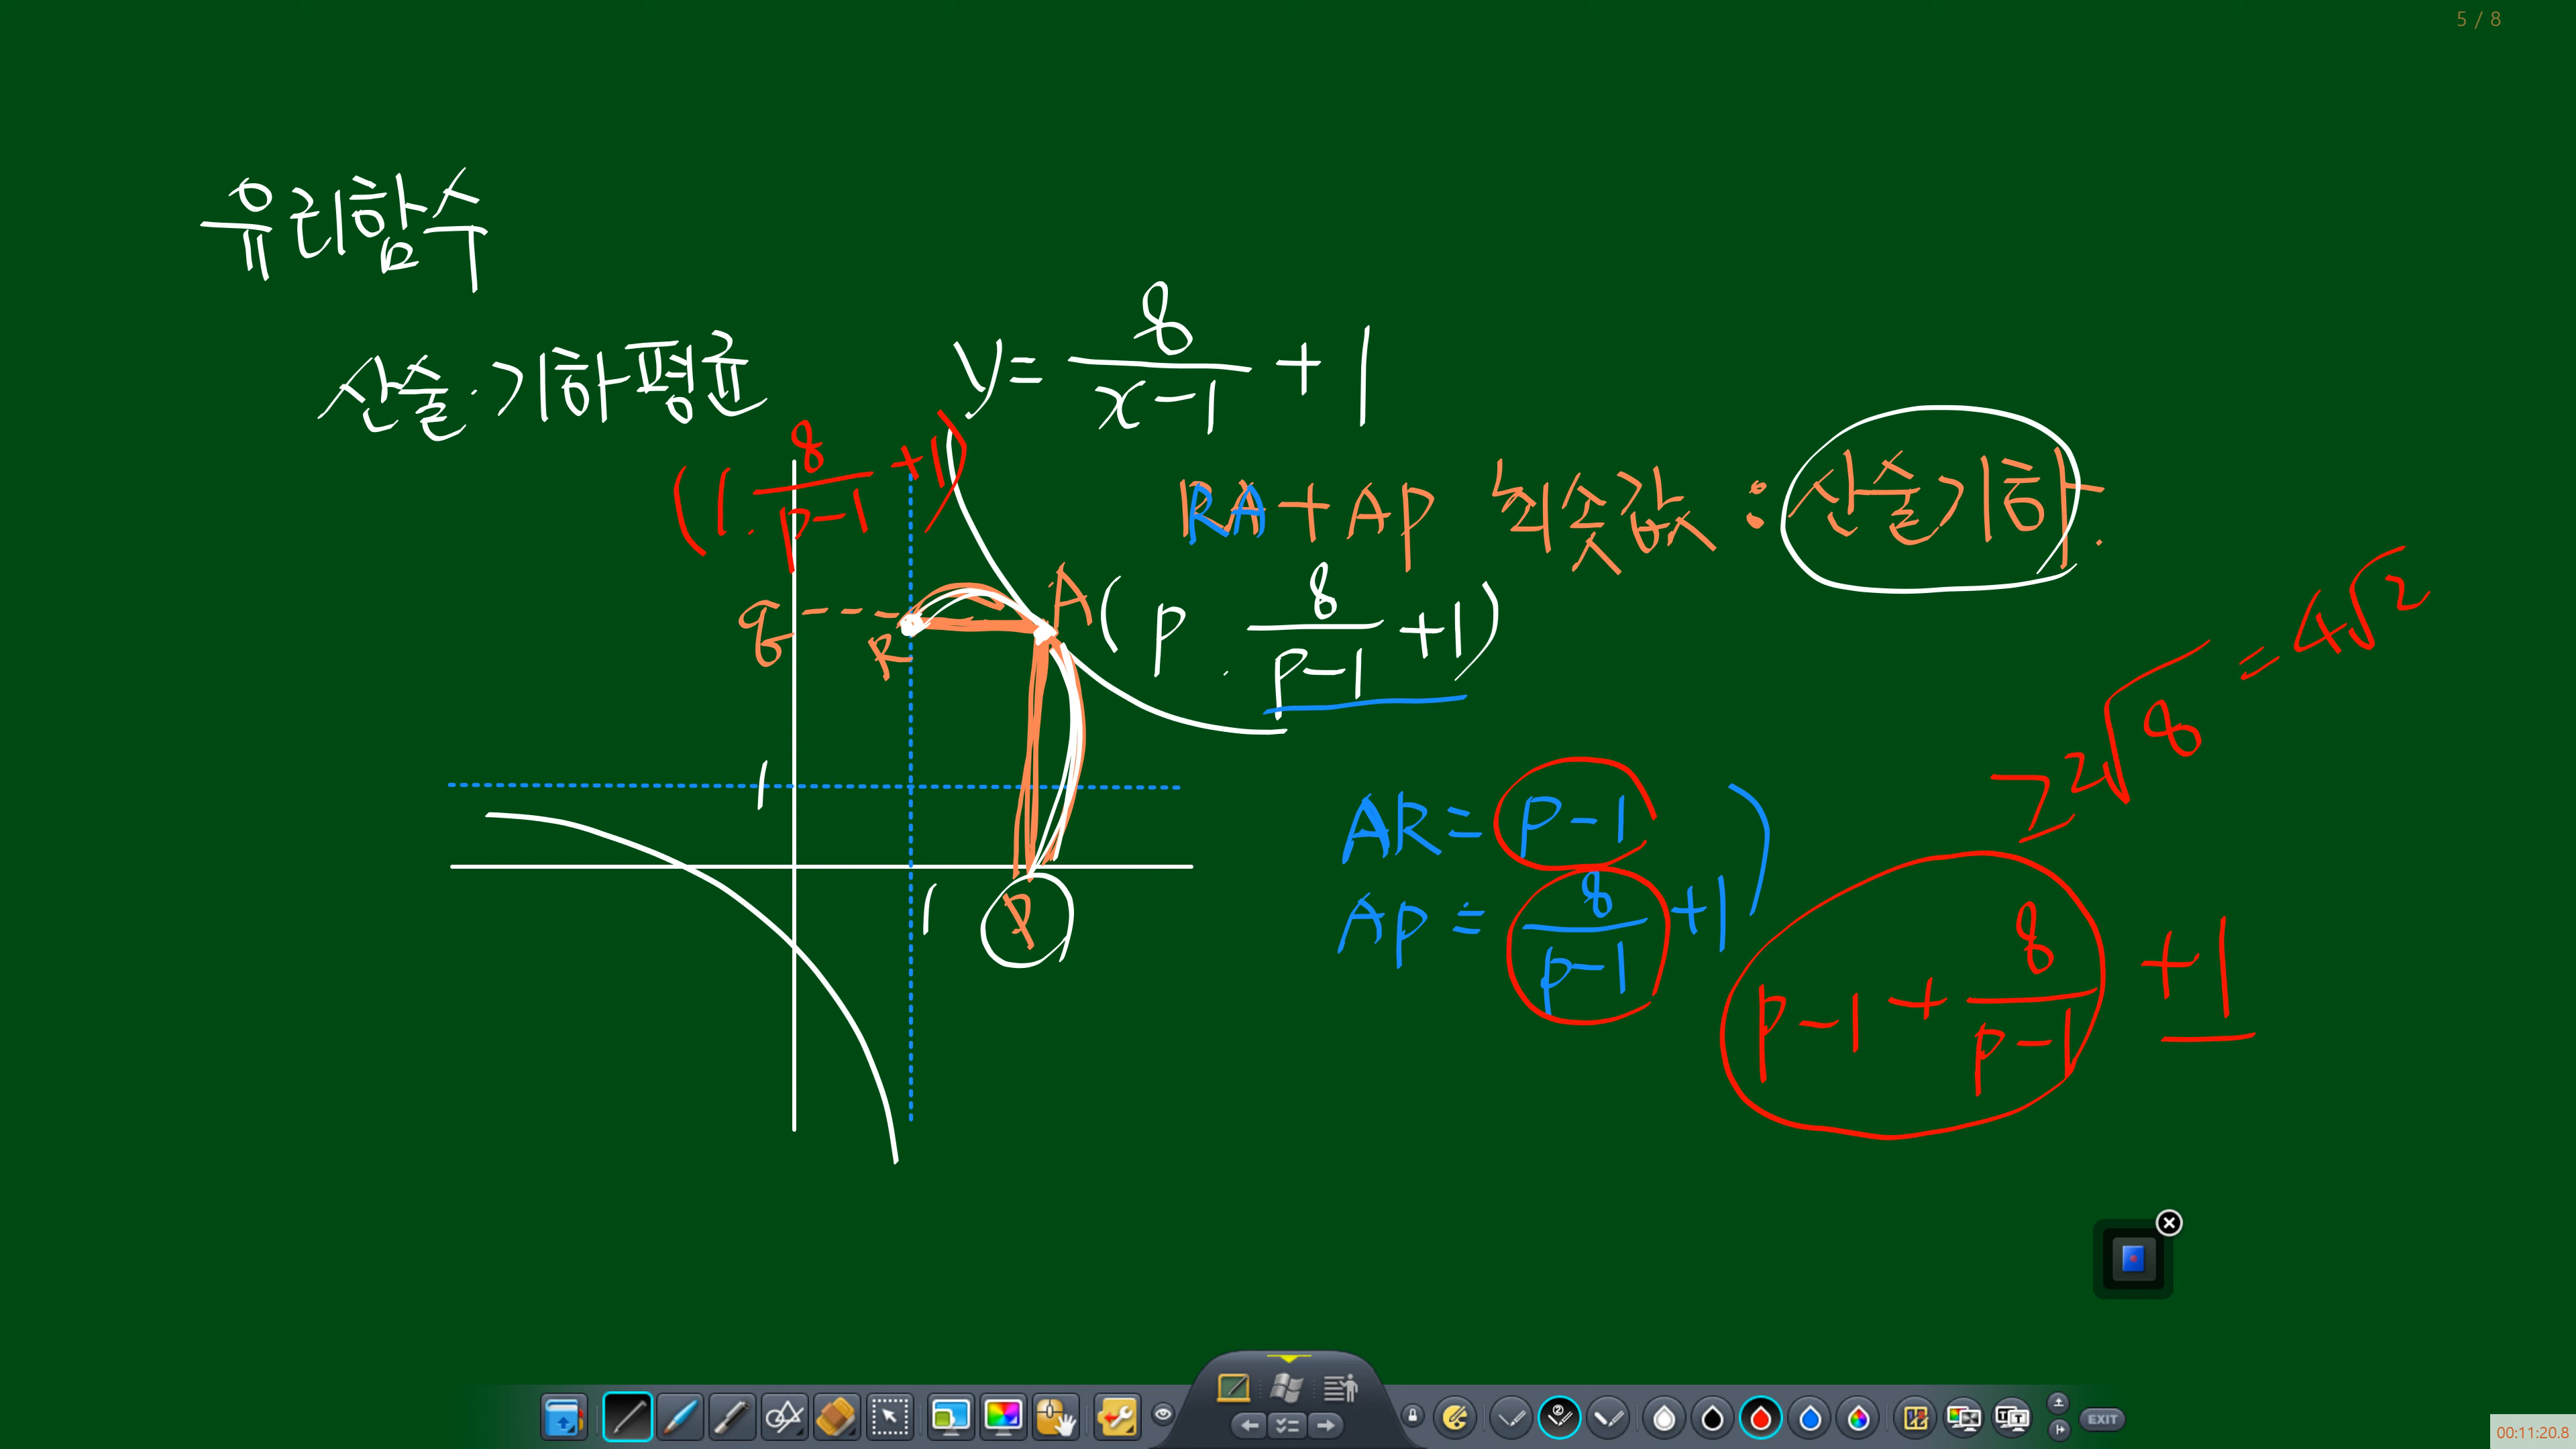 5 / 8
유리함수
산술·기하평균
y = 8/(x-1) + 1
(1, 8/(p-1) + 1)
RA + AP 최솟값 : 산술기하.
q
R
A (p, 8/(p-1) + 1)
≥ 2√8 = 4√2
1
AR = p-1
AP = 8/(p-1) + 1
1
P
p-1 + 8/(p-1) + 1
EXIT
00:11:20.8